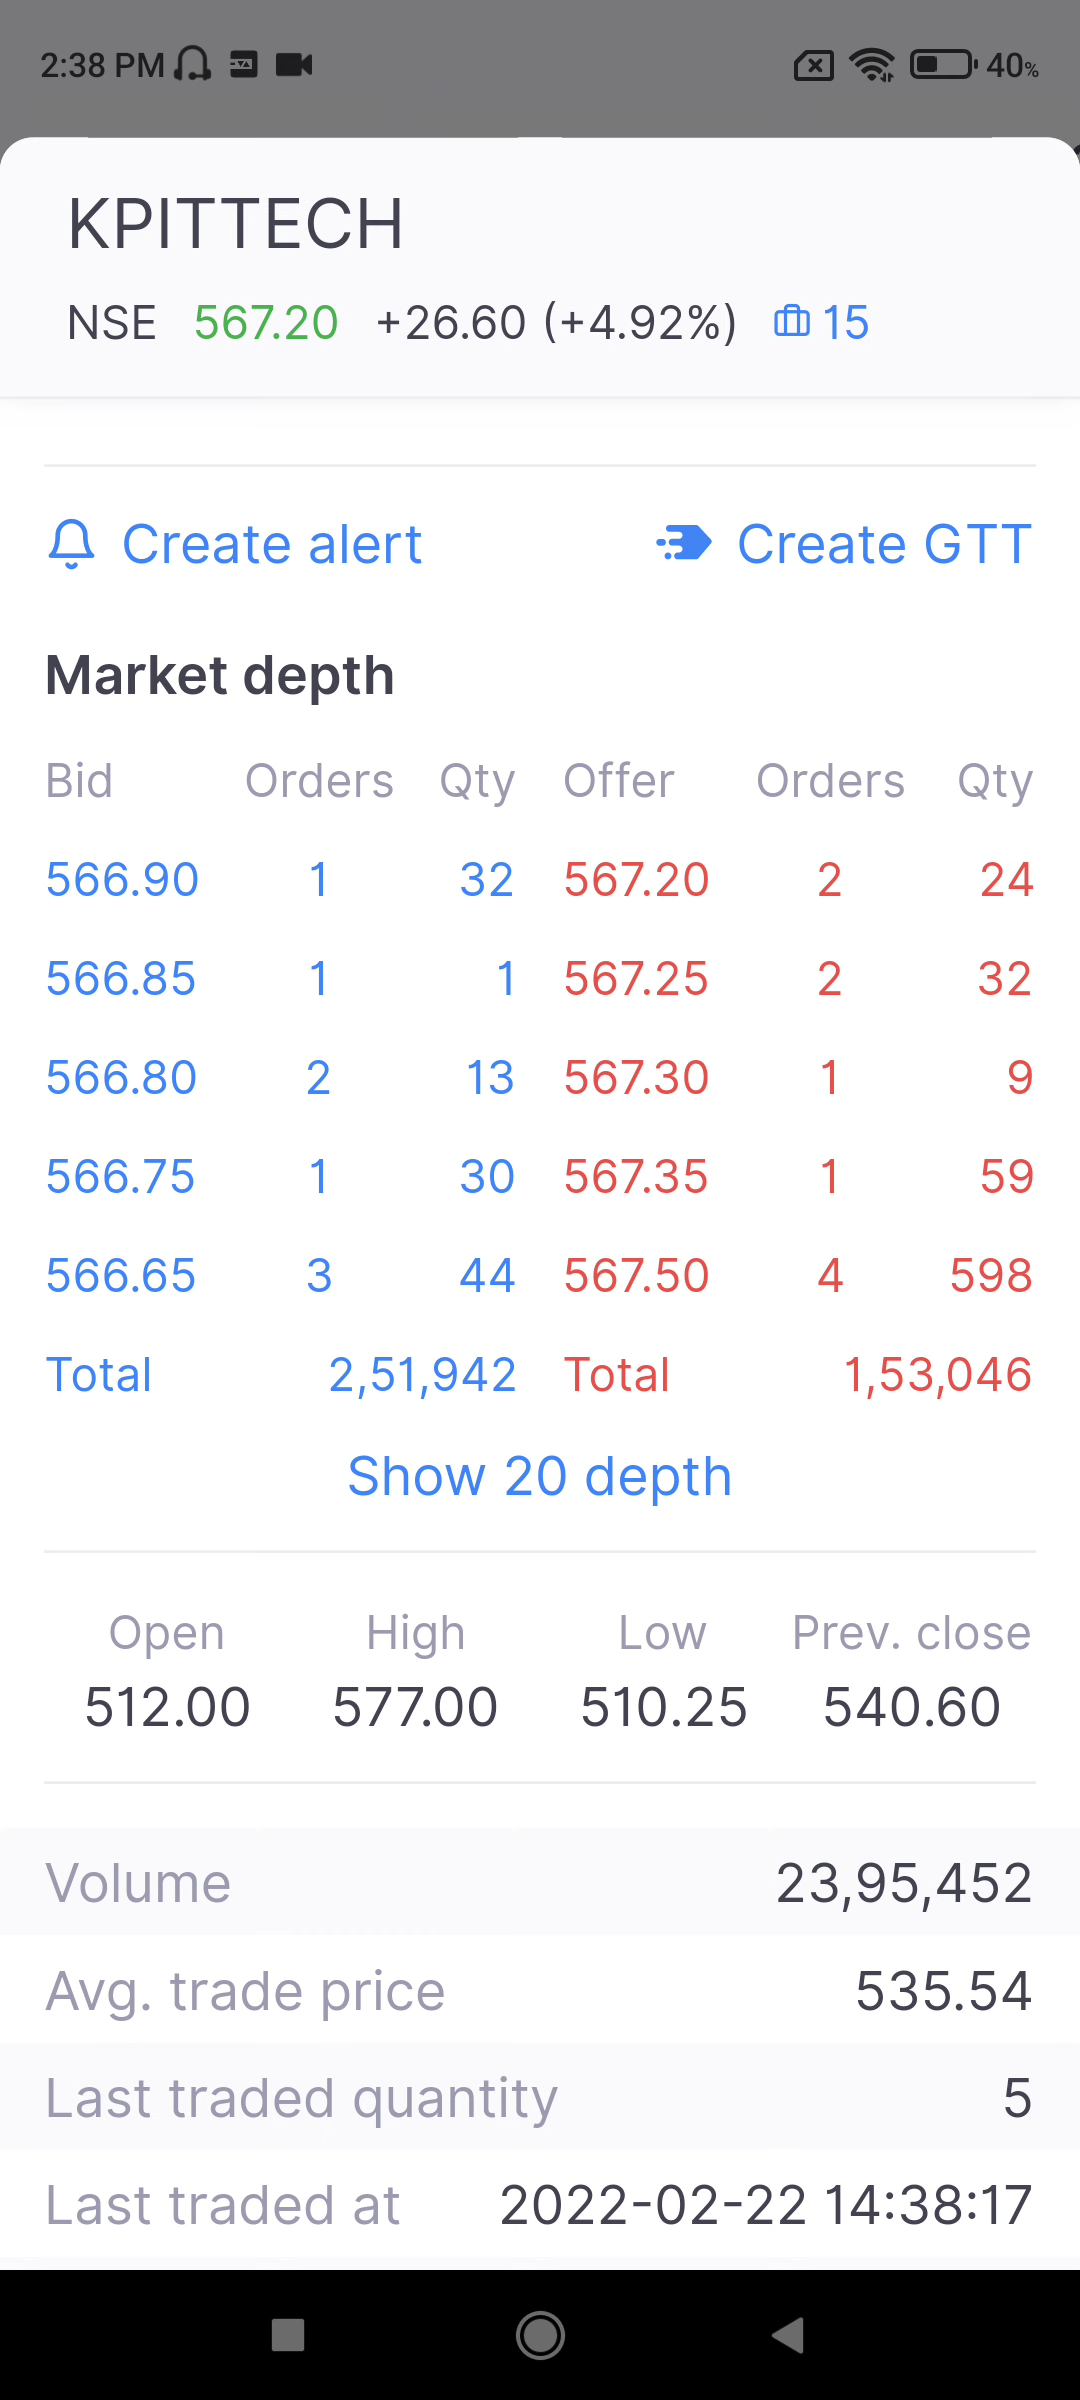 2:38 PM 40%
KPITTECH
NSE 567.20 +26.60 (+4.92%) 15
Create alert Create GTT
Market depth
Bid Orders Qty Offer Orders Qty
566.90 1 32 567.20 2 24
566.85 1 1 567.25 2 32
566.80 2 13 567.30 1 9
566.75 1 30 567.35 1 59
566.65 3 44 567.50 4 598
Total 2,51,942 Total 1,53,046
Show 20 depth
Open High Low Prev. close
512.00 577.00 510.25 540.60
Volume 23,95,452
Avg. trade price 535.54
Last traded quantity 5
Last traded at 2022-02-22 14:38:17